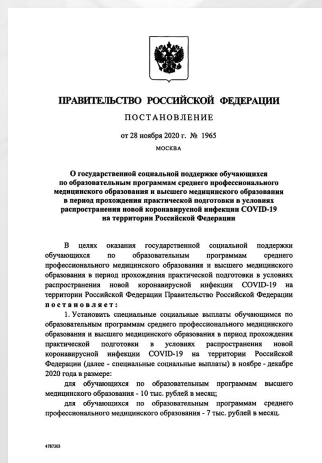 ПРАВИТЕЛЬСТВО РОССИЙСКОЙ ФЕДЕРАЦИИ
ПОСТАНОВЛЕНИЕ
от 28 ноября 2020 г. № 1965
МОСКВА
О государственной социальной поддержке обучающихся
по образовательным программам среднего профессионального
медицинского образования и высшего медицинского образования
в период прохождения практической подготовки в условиях
распространения новой коронавирусной инфекции COVID-19
на территории Российской Федерации
В целях оказания государственной социальной поддержки
обучающихся по образовательным программам среднего
профессионального медицинского образования и высшего медицинского
образования в период прохождения практической подготовки в условиях
распространения новой коронавирусной инфекции COVID-19 на
территории Российской Федерации Правительство Российской Федерации
постановляет:
1. Установить специальные социальные выплаты обучающимся по
образовательным программам среднего профессионального медицинского
образования и высшего медицинского образования в период прохождения
практической подготовки в условиях распространения новой
коронавирусной инфекции COVID-19 на территории Российской
Федерации (далее - специальные социальные выплаты) в ноябре - декабре
2020 года в размере:
для обучающихся по образовательным программам высшего
медицинского образования - 10 тыс. рублей в месяц;
для обучающихся по образовательным программам среднего
профессионального медицинского образования - 7 тыс. рублей в месяц.
4787203